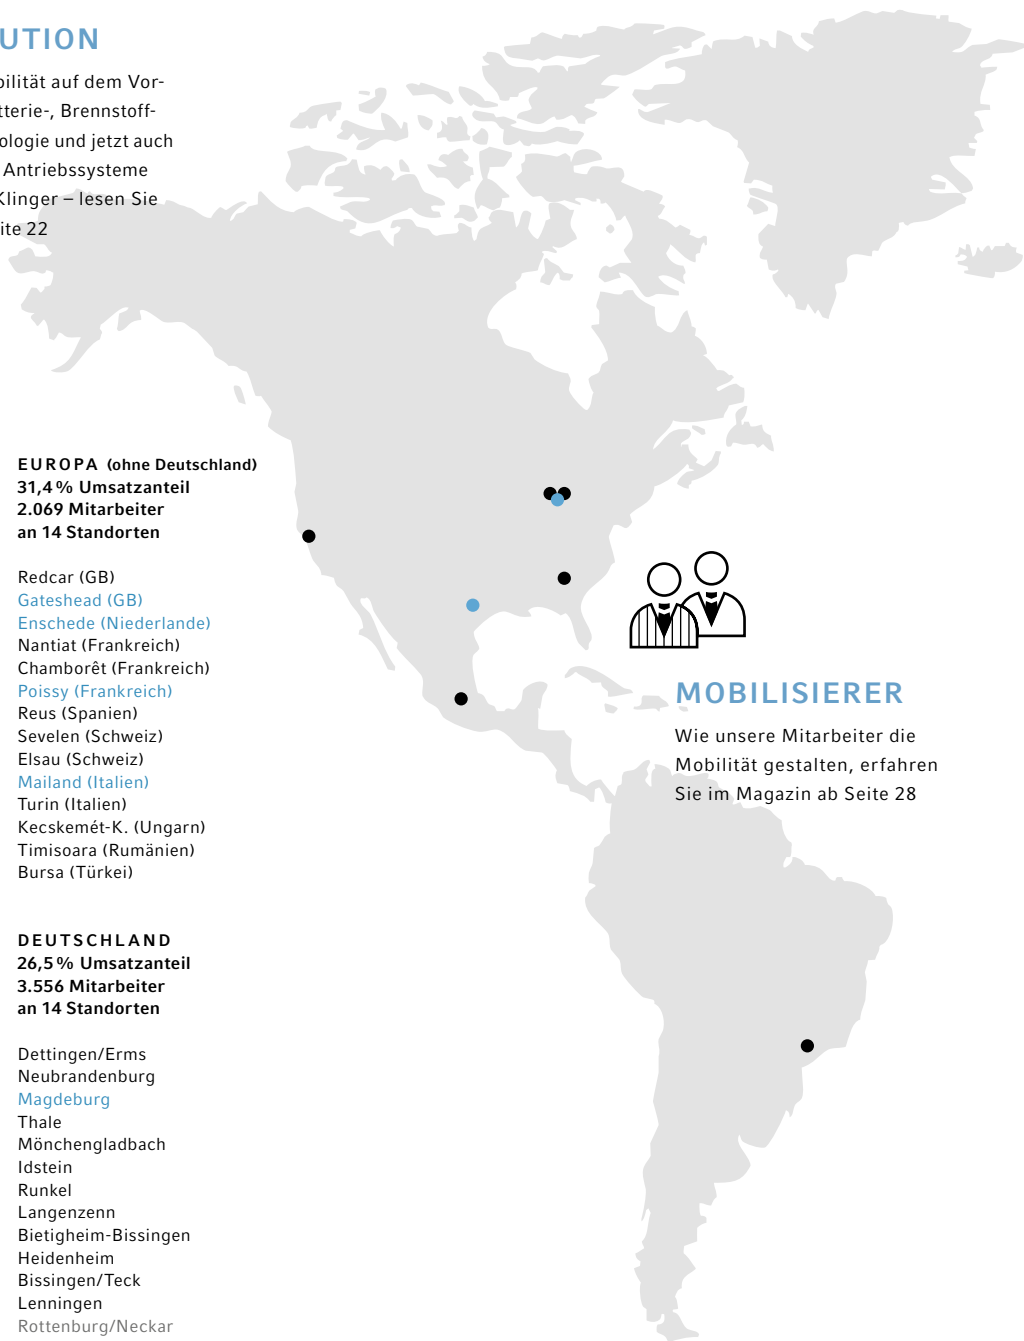 UTION
bilität auf dem Vor-
tterie-, Brennstoff-
ologie und jetzt auch
Antriebssysteme
Klinger – lesen Sie
ite 22
EUROPA (ohne Deutschland)
31,4 % Umsatzanteil
2.069 Mitarbeiter
an 14 Standorten
Redcar (GB)
Gateshead (GB)
Enschede (Niederlande)
Nantiat (Frankreich)
Chamborêt (Frankreich)
Poissy (Frankreich)
Reus (Spanien)
Sevelen (Schweiz)
Elsau (Schweiz)
Mailand (Italien)
Turin (Italien)
Kecskemét-K. (Ungarn)
Timisoara (Rumänien)
Bursa (Türkei)
DEUTSCHLAND
26,5 % Umsatzanteil
3.556 Mitarbeiter
an 14 Standorten
Dettingen/Erms
Neubrandenburg
Magdeburg
Thale
Mönchengladbach
Idstein
Runkel
Langenzenn
Bietigheim-Bissingen
Heidenheim
Bissingen/Teck
Lenningen
Rottenburg/Neckar
MOBILISIERER
Wie unsere Mitarbeiter die
Mobilität gestalten, erfahren
Sie im Magazin ab Seite 28